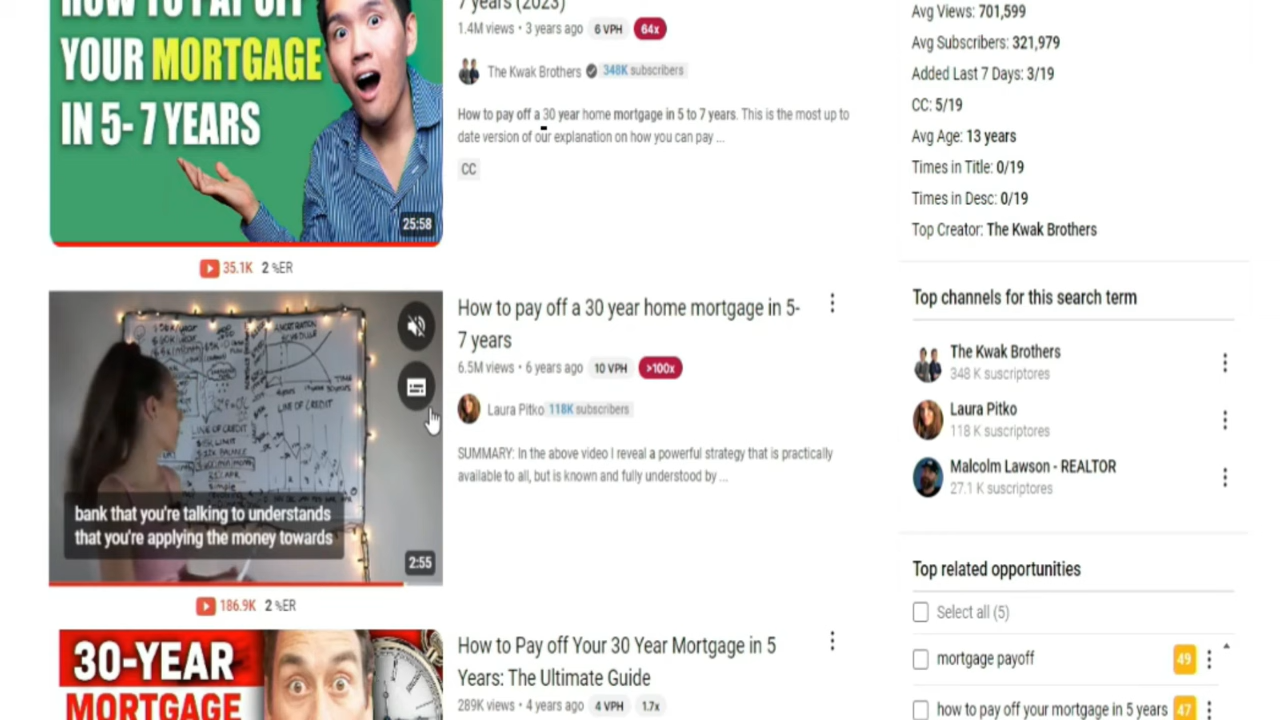 HOW TO PAY OFF
YOUR MORTGAGE
IN 5-7 YEARS
25:58
35.1K 2 %ER
7 years (2023)
1.4M views • 3 years ago 6 VPH 64x
The Kwak Brothers 348K subscribers
How to pay off a 30 year home mortgage in 5 to 7 years. This is the most up to
date version of our explanation on how you can pay ...
CC
AMORTIZATION
SCHEDULE
TIME
LINE OF CREDIT
LINE OF CREDIT
bank that you're talking to understands
that you're applying the money towards
2:55
186.9K 2 %ER
How to pay off a 30 year home mortgage in 5-
7 years
6.5M views • 6 years ago 10 VPH >100x
Laura Pitko 118K subscribers
SUMMARY: In the above video I reveal a powerful strategy that is practically
available to all, but is known and fully understood by ...
30-YEAR
MORTGAGE
How to Pay off Your 30 Year Mortgage in 5
Years: The Ultimate Guide
289K views • 4 years ago 4 VPH 1.7x
Avg Views: 701,599
Avg Subscribers: 321,979
Added Last 7 Days: 3/19
CC: 5/19
Avg Age: 13 years
Times in Title: 0/19
Times in Desc: 0/19
Top Creator: The Kwak Brothers
Top channels for this search term
The Kwak Brothers
348 K suscriptores
Laura Pitko
118 K suscriptores
Malcolm Lawson - REALTOR
27.1 K suscriptores
Top related opportunities
Select all (5)
mortgage payoff 49
how to pay off your mortgage in 5 years 47